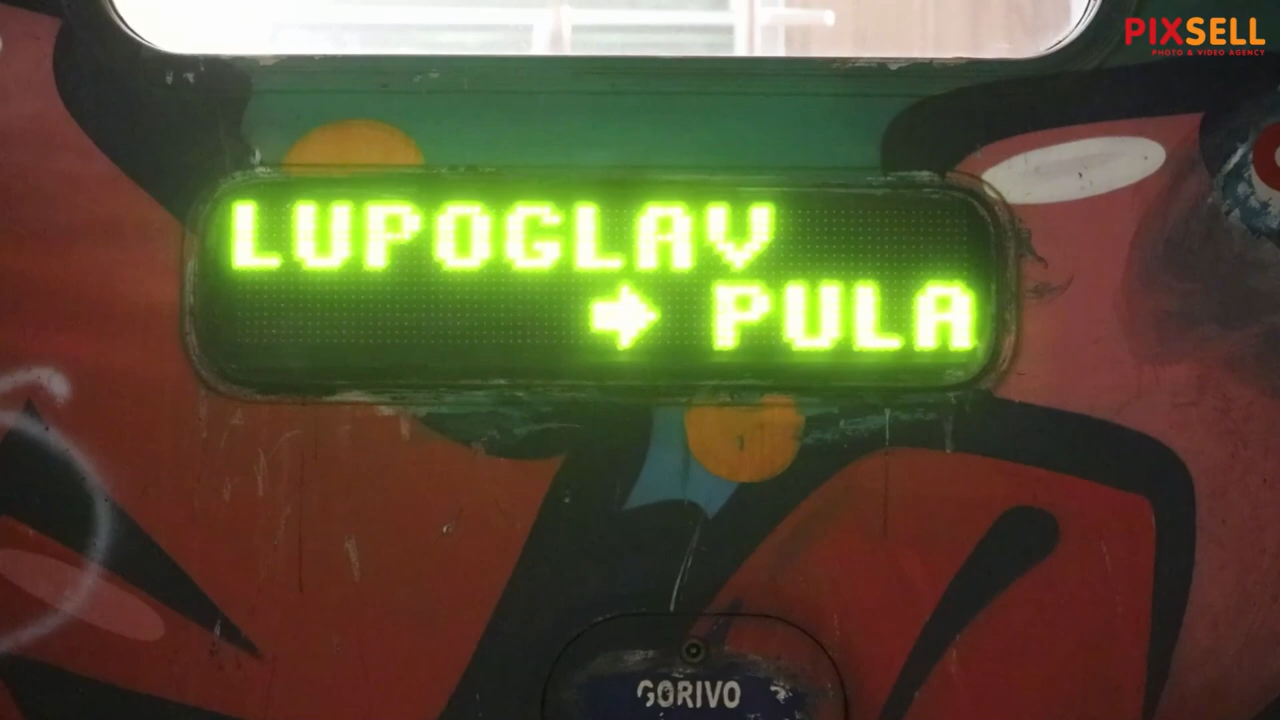 PIXSELL
PHOTO & VIDEO AGENCY
LUPOGLAV
➡ PULA
GORIVO